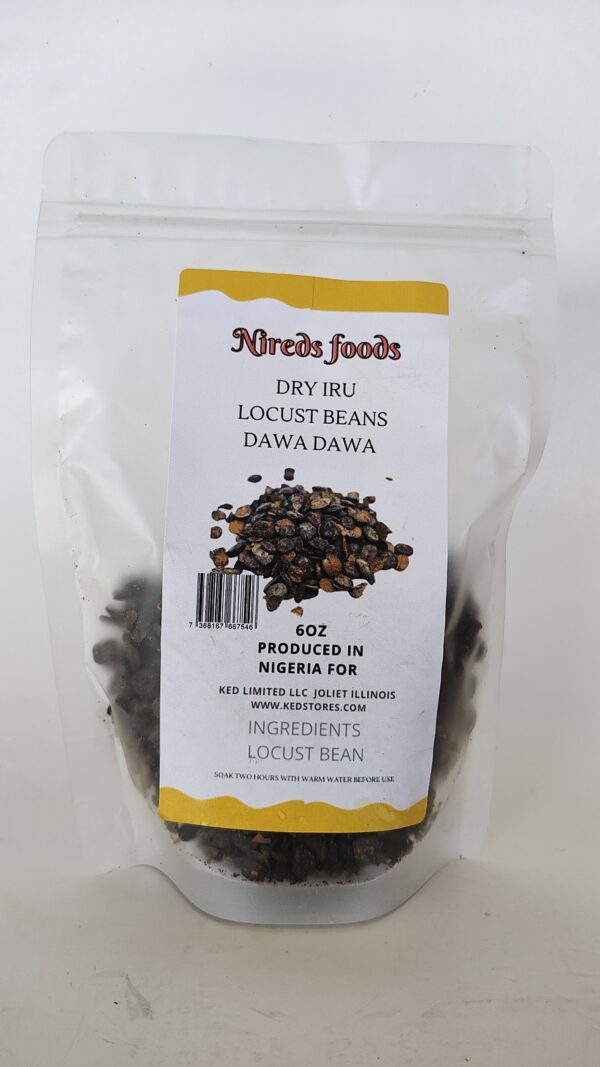 Nireds foods
DRY IRU
LOCUST BEANS
DAWA DAWA
7 368167 667546
6OZ
PRODUCED IN
NIGERIA FOR
KED LIMITED LLC JOLIET ILLINOIS
WWW.KEDSTORES.COM
INGREDIENTS
LOCUST BEAN
SOAK TWO HOURS WITH WARM WATER BEFORE USE